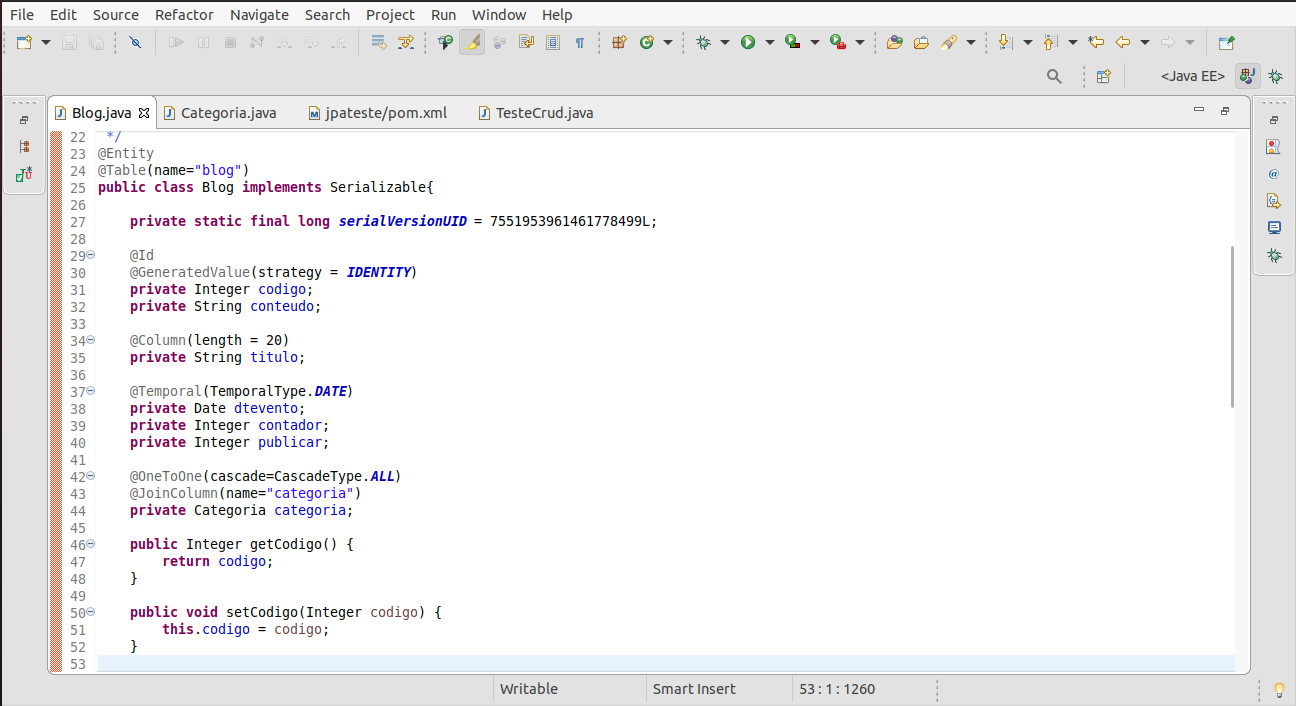 File Edit Source Refactor Navigate Search Project Run Window Help
<Java EE>
Blog.java Categoria.java jpateste/pom.xml TesteCrud.java
22 */
23 @Entity
24 @Table(name="blog")
25 public class Blog implements Serializable{
26
27 private static final long serialVersionUID = 7551953961461778499L;
28
29 @Id
30 @GeneratedValue(strategy = IDENTITY)
31 private Integer codigo;
32 private String conteudo;
33
34 @Column(length = 20)
35 private String titulo;
36
37 @Temporal(TemporalType.DATE)
38 private Date dtevento;
39 private Integer contador;
40 private Integer publicar;
41
42 @OneToOne(cascade=CascadeType.ALL)
43 @JoinColumn(name="categoria")
44 private Categoria categoria;
45
46 public Integer getCodigo() {
47 return codigo;
48 }
49
50 public void setCodigo(Integer codigo) {
51 this.codigo = codigo;
52 }
53
Writable Smart Insert 53 : 1 : 1260